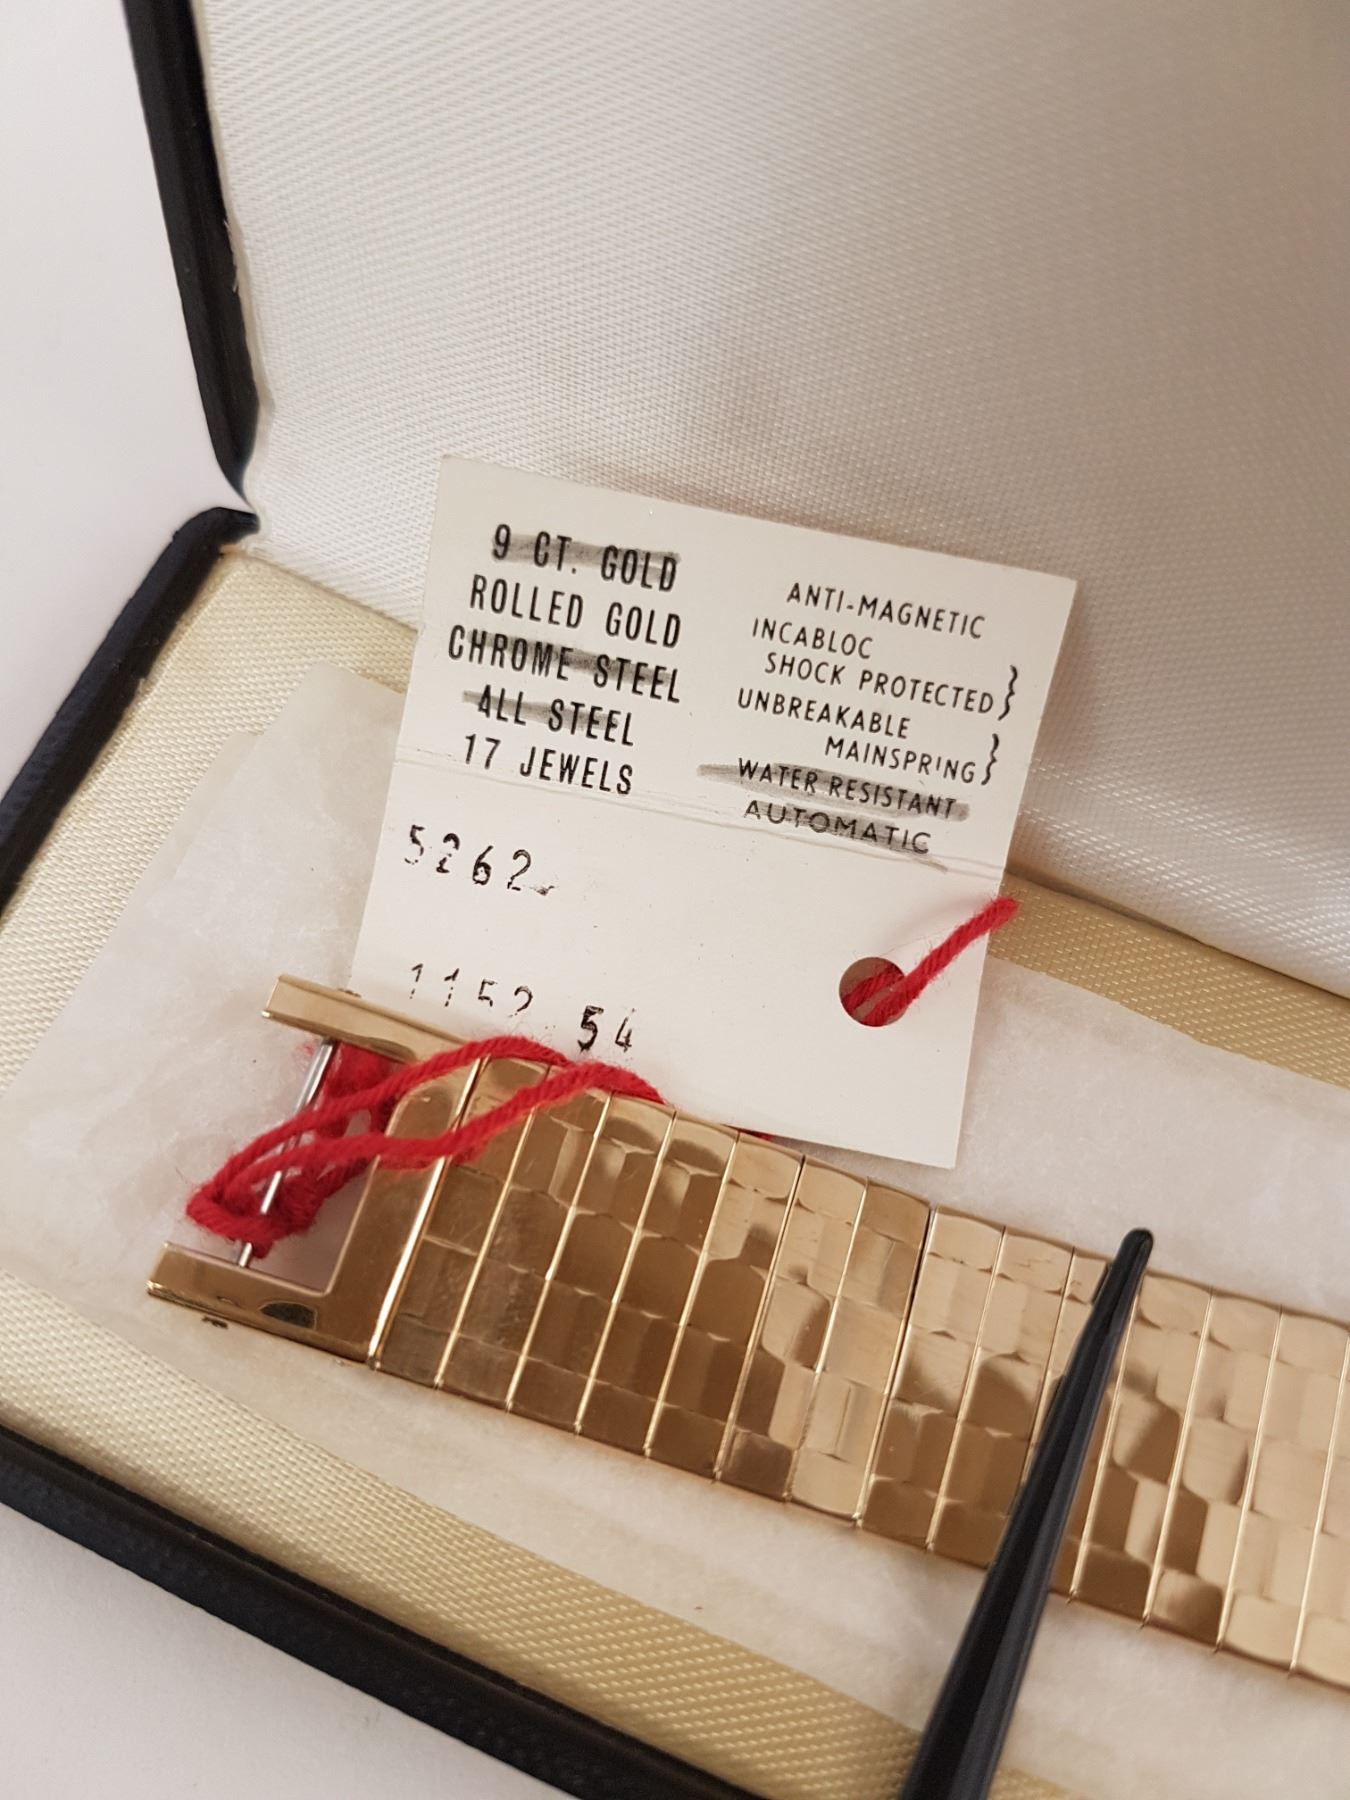 9 CT. GOLD
ROLLED GOLD
CHROME STEEL
ALL STEEL
17 JEWELS
ANTI-MAGNETIC
INCABLOC
SHOCK PROTECTED }
UNBREAKABLE
MAINSPRING }
WATER RESISTANT
AUTOMATIC
5262
1152 54